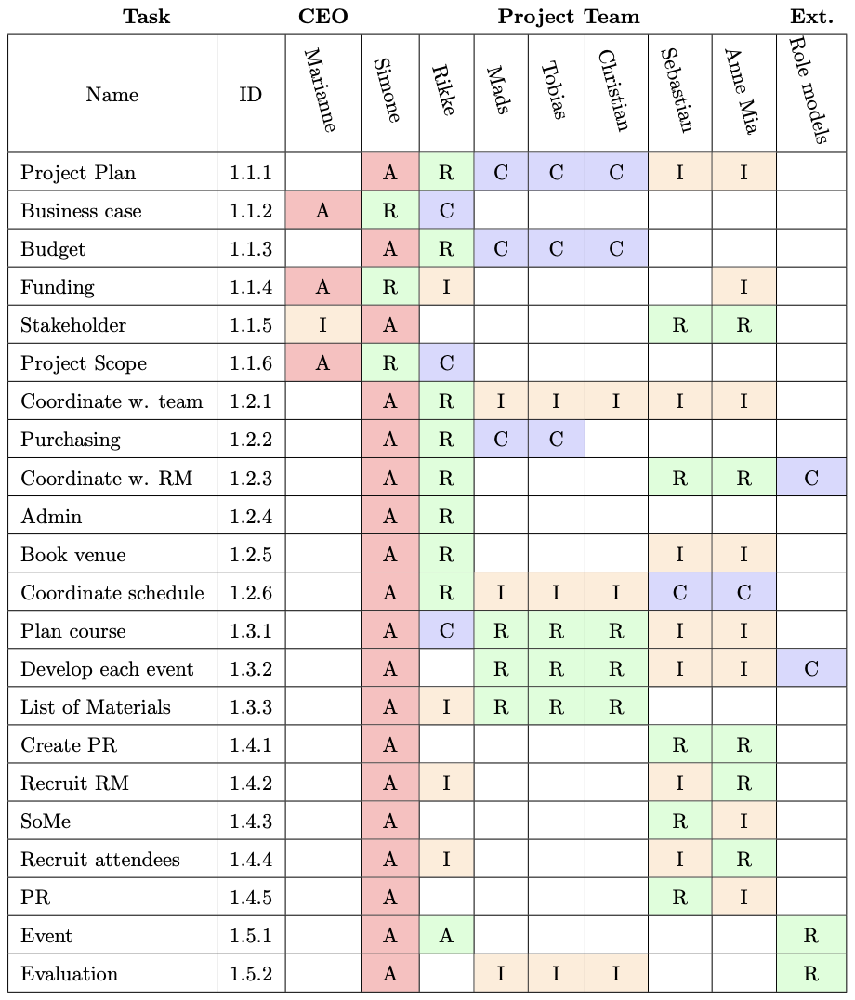 Task CEO Project Team Ext.
Name ID Marianne Simone Rikke Mads Tobias Christian Sebastian Anne Mia Role models
Project Plan 1.1.1 A R C C C I I
Business case 1.1.2 A R C
Budget 1.1.3 A R C C C
Funding 1.1.4 A R I I
Stakeholder 1.1.5 I A R R
Project Scope 1.1.6 A R C
Coordinate w. team 1.2.1 A R I I I I I
Purchasing 1.2.2 A R C C
Coordinate w. RM 1.2.3 A R R R C
Admin 1.2.4 A R
Book venue 1.2.5 A R I I
Coordinate schedule 1.2.6 A R I I I C C
Plan course 1.3.1 A C R R R I I
Develop each event 1.3.2 A R R R I I C
List of Materials 1.3.3 A I R R R
Create PR 1.4.1 A R R
Recruit RM 1.4.2 A I I R
SoMe 1.4.3 A R I
Recruit attendees 1.4.4 A I I R
PR 1.4.5 A R I
Event 1.5.1 A A R
Evaluation 1.5.2 A I I I R